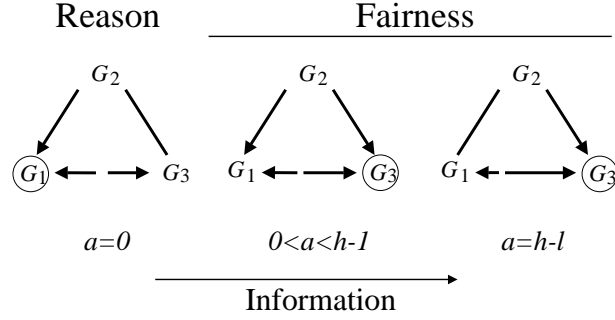 Reason Fairness
G2 G2 G2
G1 G3 G1 G3 G1 G3
a=0 0<a<h-1 a=h-l
Information